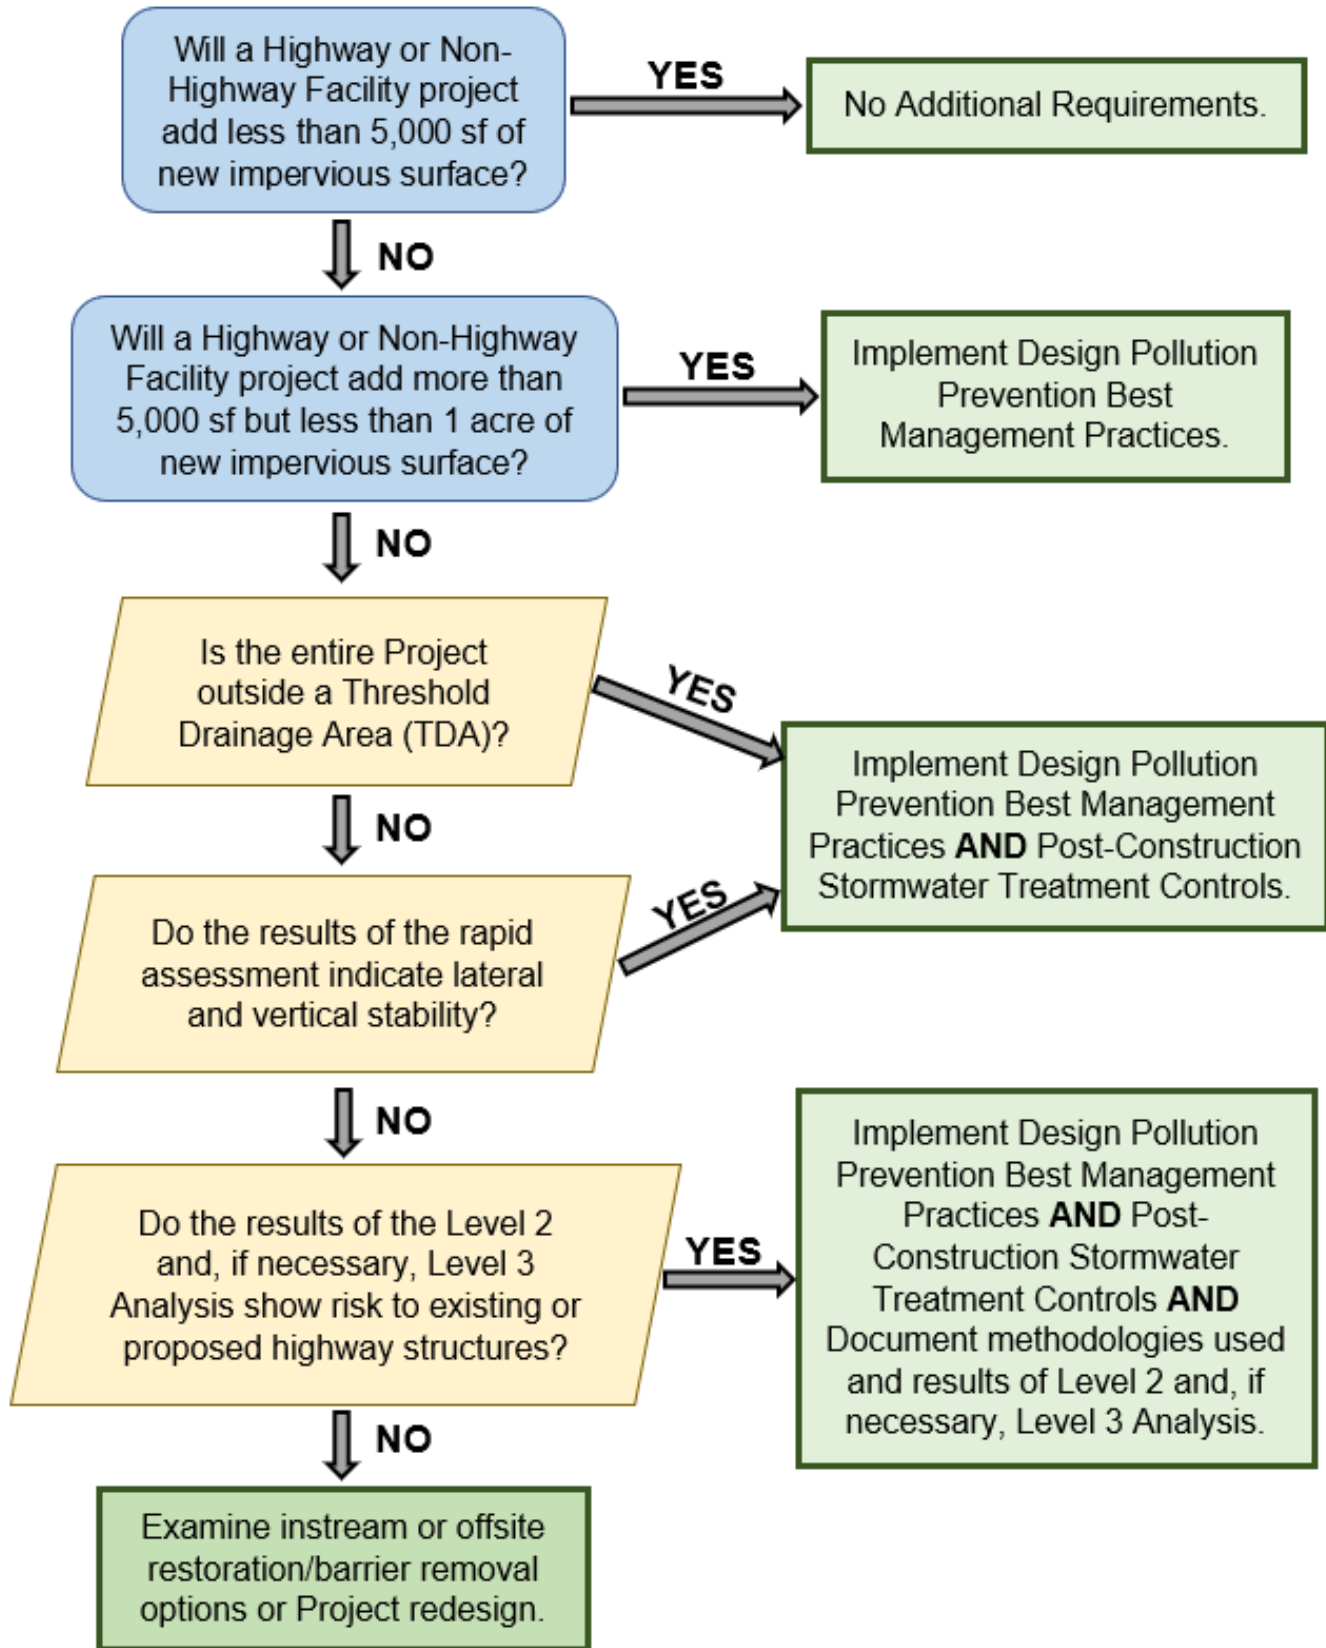 Will a Highway or Non-
Highway Facility project
add less than 5,000 sf of
new impervious surface?
YES
No Additional Requirements.
NO
Will a Highway or Non-Highway
Facility project add more than
5,000 sf but less than 1 acre of
new impervious surface?
YES
Implement Design Pollution
Prevention Best
Management Practices.
NO
Is the entire Project
outside a Threshold
Drainage Area (TDA)?
YES
Implement Design Pollution
Prevention Best Management
Practices AND Post-Construction
Stormwater Treatment Controls.
NO
Do the results of the rapid
assessment indicate lateral
and vertical stability?
YES
NO
Do the results of the Level 2
and, if necessary, Level 3
Analysis show risk to existing or
proposed highway structures?
YES
Implement Design Pollution
Prevention Best Management
Practices AND Post-
Construction Stormwater
Treatment Controls AND
Document methodologies used
and results of Level 2 and, if
necessary, Level 3 Analysis.
NO
Examine instream or offsite
restoration/barrier removal
options or Project redesign.